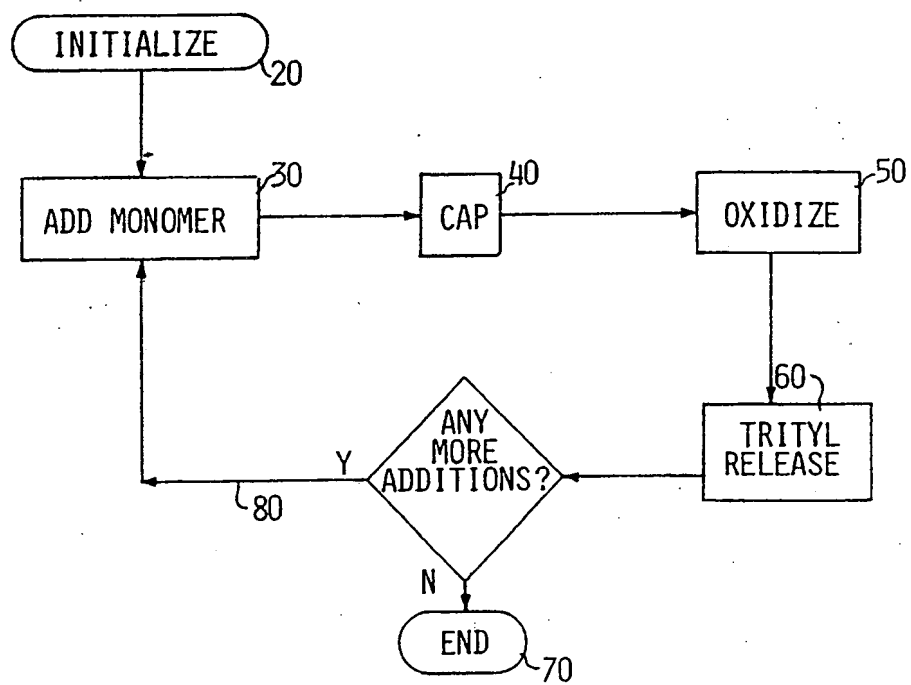 INITIALIZE
20
ADD MONOMER
30
CAP
40
OXIDIZE
50
60
TRITYL
RELEASE
ANY
MORE
ADDITIONS?
Y
80
N
END
70